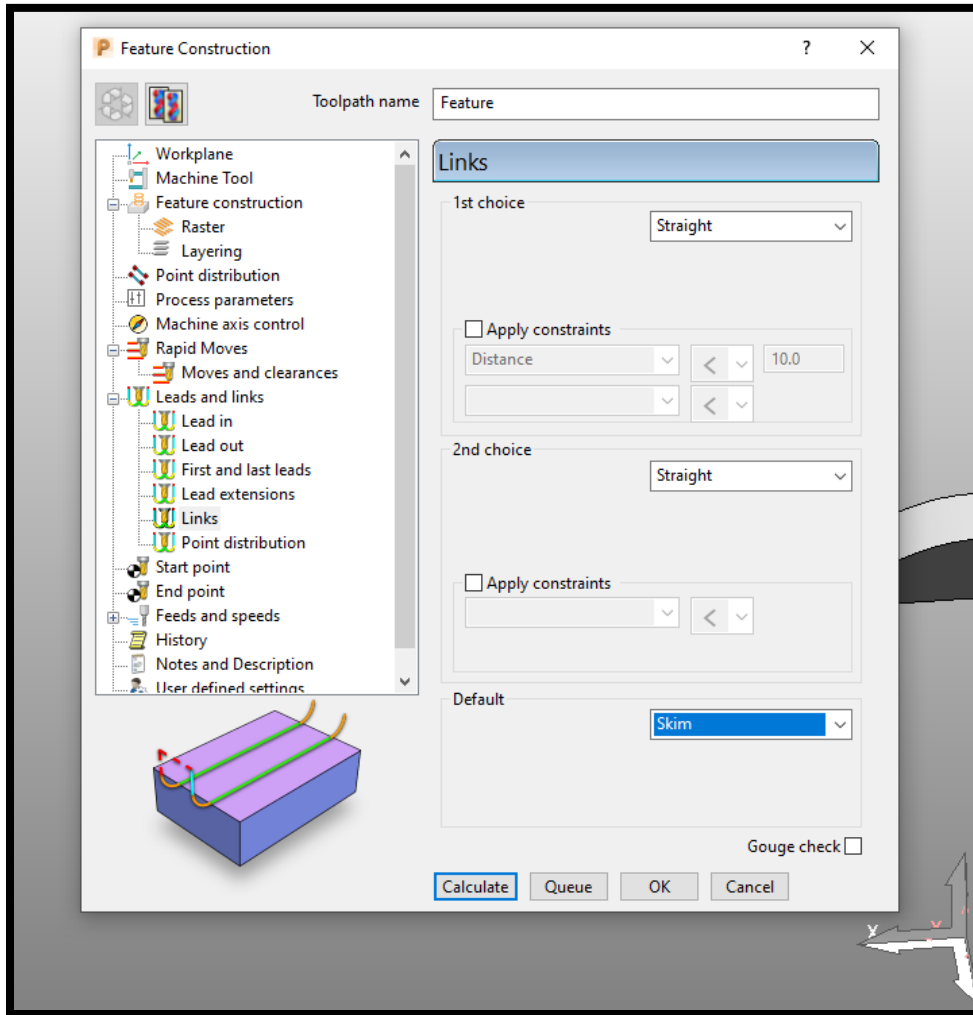 Feature Construction
?
Toolpath name
Feature
Workplane
Machine Tool
Feature construction
Raster
Layering
Point distribution
Process parameters
Machine axis control
Rapid Moves
Moves and clearances
Leads and links
Lead in
Lead out
First and last leads
Lead extensions
Links
Point distribution
Start point
End point
Feeds and speeds
History
Notes and Description
User defined settings
Links
1st choice
Straight
Apply constraints
Distance
<
10.0
<
2nd choice
Straight
Apply constraints
<
Default
Skim
Gouge check
Calculate
Queue
OK
Cancel
X